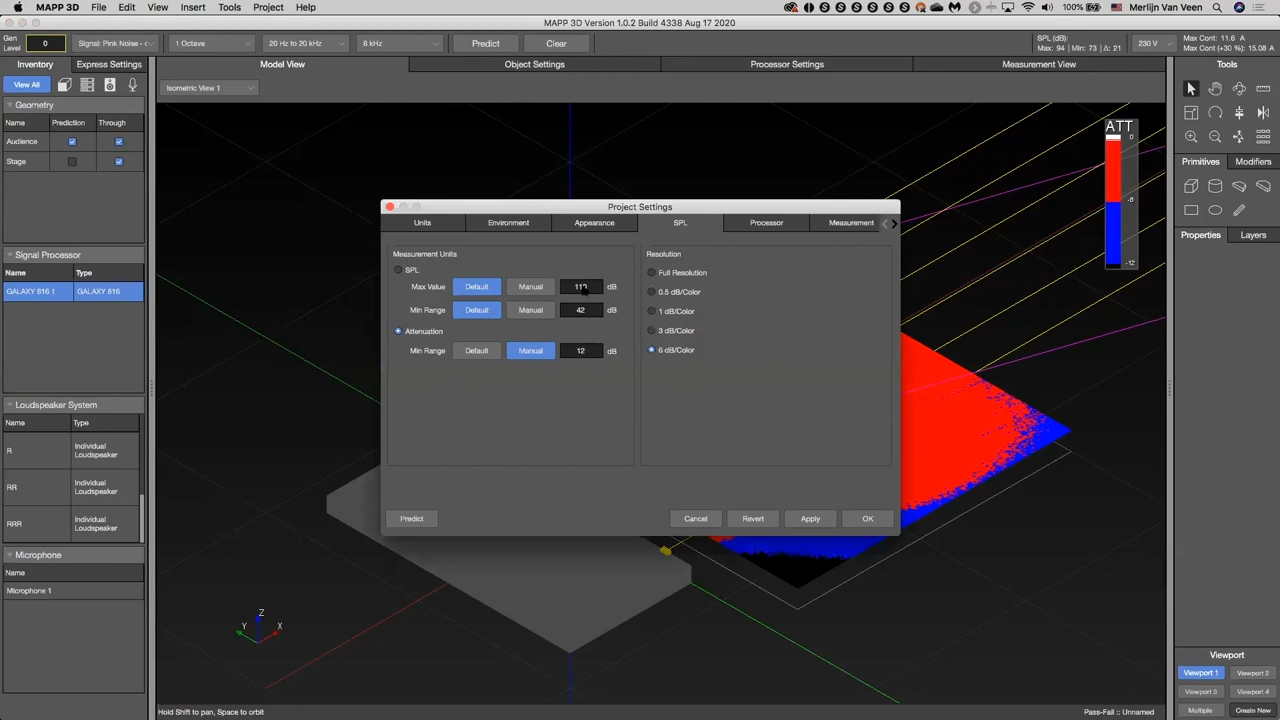 MAPP 3D File Edit View Insert Tools Project Help 100% Merlijn Van Veen
MAPP 3D Version 1.0.2 Build 4338 Aug 17 2020
Gen Level 0 Signal: Pink Noise - 1 Octave 20 Hz to 20 kHz 8 kHz Predict Clear
SPL (dB):
Max: 94 Min: 73 Δ: 21
230 V
Max Cont: 11.6 A
Max Cont (+30 %): 15.08 A
Inventory Express Settings
Model View Object Settings Processor Settings Measurement View
Tools
View All
Isometric View 1
Geometry
Name Prediction Through
Audience
Stage
Signal Processor
Name Type
GALAXY 816 1 GALAXY 816
Loudspeaker System
Name Type
R Individual Loudspeaker
RR Individual Loudspeaker
RRR Individual Loudspeaker
Microphone
Name
Microphone 1
ATT
0
-6
-12
Project Settings
Units Environment Appearance SPL Processor Measurement
Measurement Units
SPL
Max Value Default Manual dB
Min Range Default Manual 42 dB
Attenuation
Min Range Default Manual 12 dB
Resolution
Full Resolution
0.5 dB/Color
1 dB/Color
3 dB/Color
6 dB/Color
Predict Cancel Revert Apply OK
Z
Y
X
Primitives Modifiers
Properties Layers
Viewport
Viewport 1 Viewport 2
Viewport 3 Viewport 4
Multiple Create New
Hold Shift to pan, Space to orbit
Pass-Fall :: Unnamed